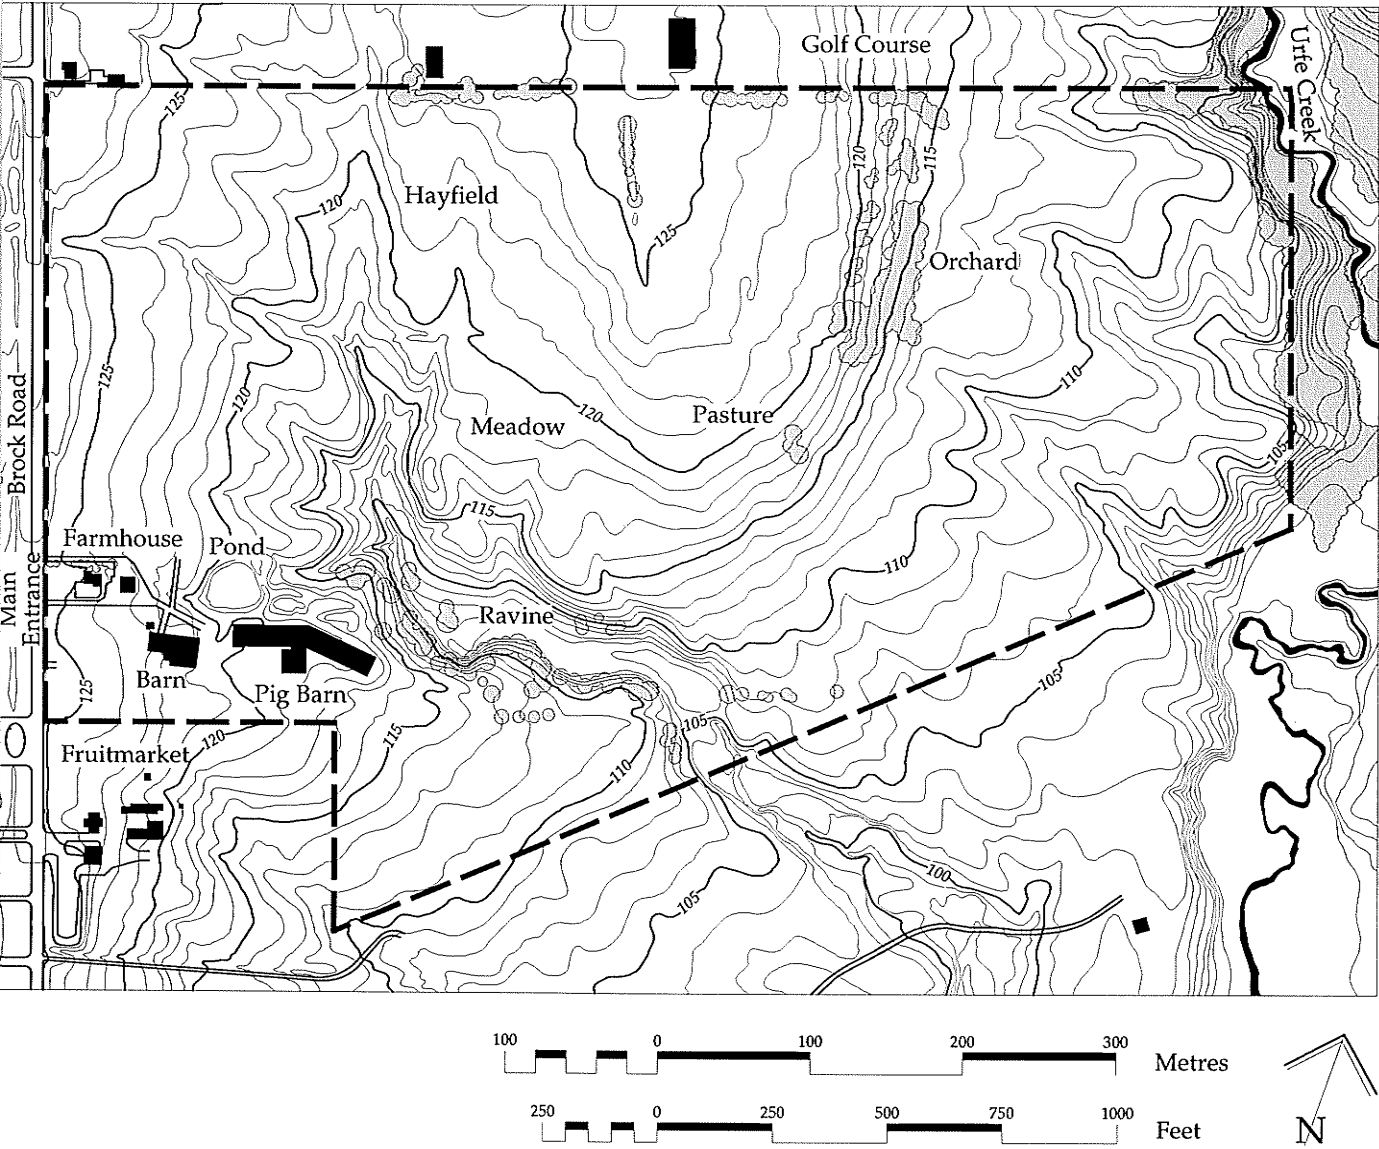 Golf Course
Urfe Creek
125
120
115
Hayfield
120
125
Orchard
125
120
110
120
Pasture
Meadow
105
115
Brock Road
Farmhouse
Pond
110
Main
Entrance
Ravine
Barn
Pig Barn
125
105
105
115
120
Fruitmarket
110
100
105
100 0 100 200 300
Metres
250 0 250 500 750 1000
Feet
N